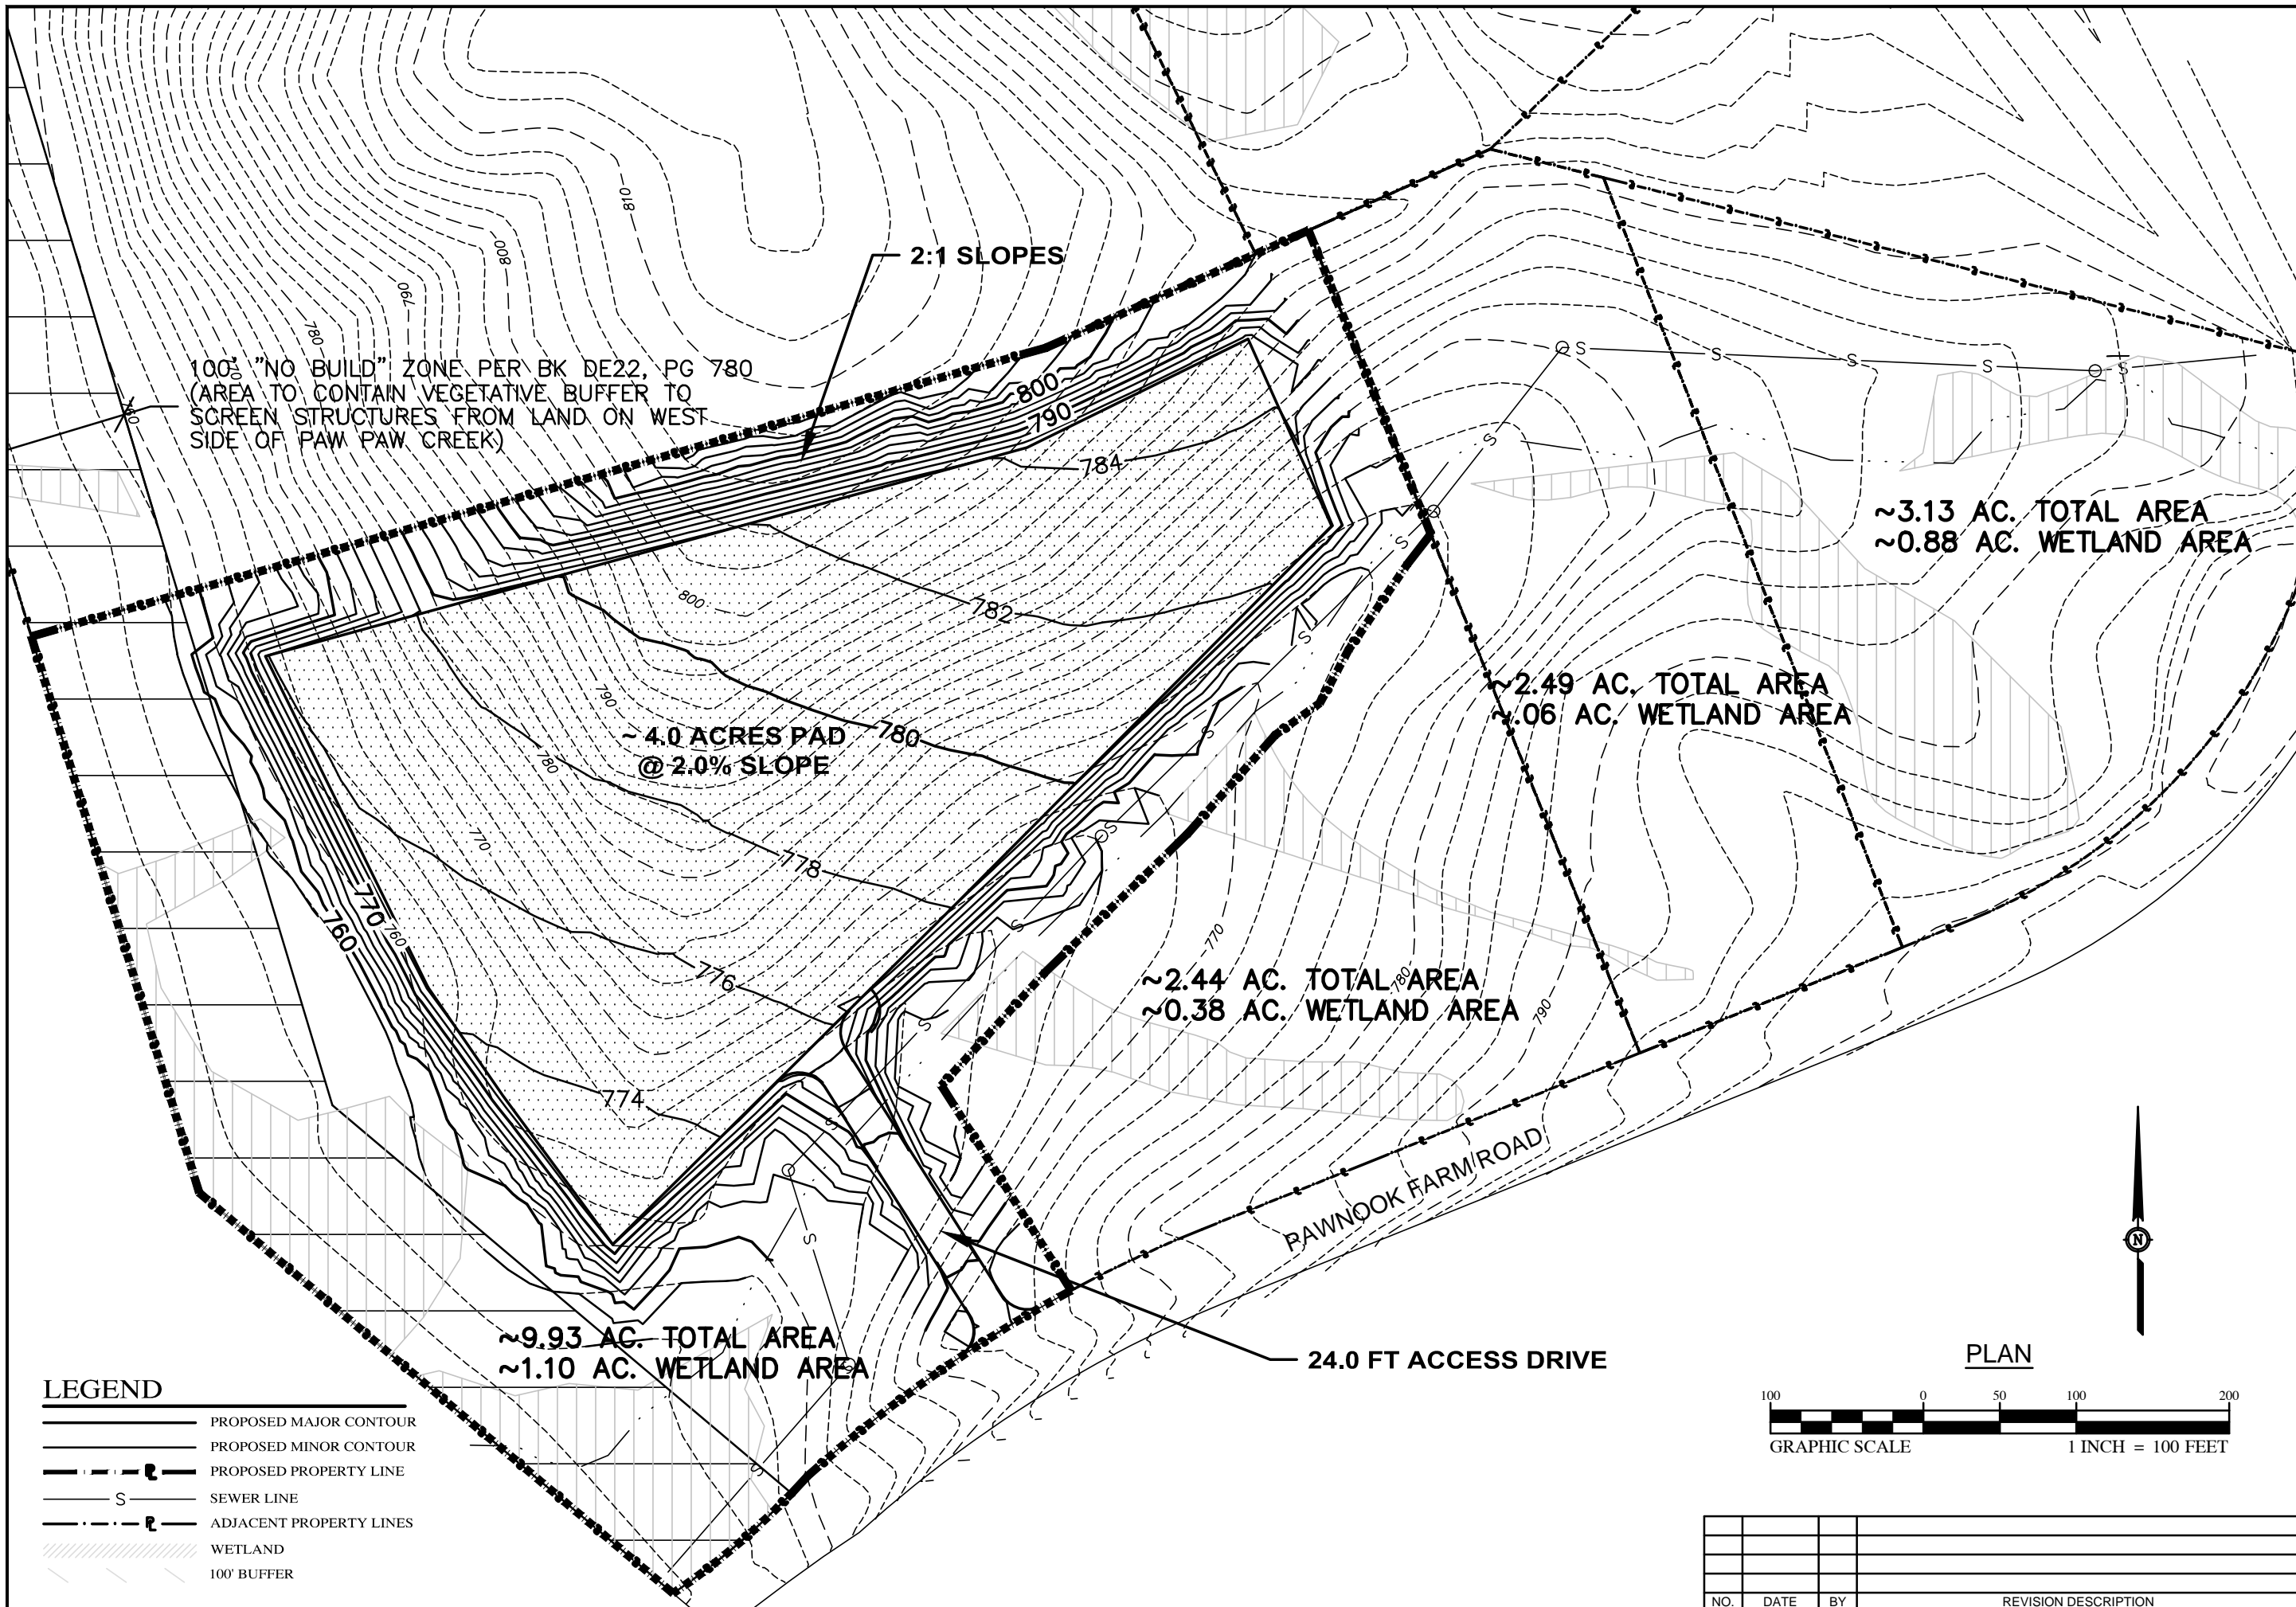 810
800
790
780
2:1 SLOPES
100' "NO BUILD" ZONE PER BK DE22, PG 780
(AREA TO CONTAIN VEGETATIVE BUFFER TO
SCREEN STRUCTURES FROM LAND ON WEST
SIDE OF PAW PAW CREEK)
800
790
784
S
S
S
S
S
S
~3.13 AC. TOTAL AREA
~0.88 AC. WETLAND AREA
S
800
782
S
790
~2.49 AC. TOTAL AREA
~.06 AC. WETLAND AREA
~ 4.0 ACRES PAD
@ 2.0% SLOPE
780
780
S
770
778
S
770
760
760
S
770
776
~2.44 AC. TOTAL AREA
~0.38 AC. WETLAND AREA
780
790
S
774
S
PAWNOOK FARM ROAD
S
N
~9.93 AC. TOTAL AREA
~1.10 AC. WETLAND AREA
S
24.0 FT ACCESS DRIVE
S
PLAN
100 0 50 100 200
GRAPHIC SCALE 1 INCH = 100 FEET
LEGEND
PROPOSED MAJOR CONTOUR
PROPOSED MINOR CONTOUR
PROPOSED PROPERTY LINE
S SEWER LINE
ADJACENT PROPERTY LINES
WETLAND
100' BUFFER
NO. DATE BY REVISION DESCRIPTION